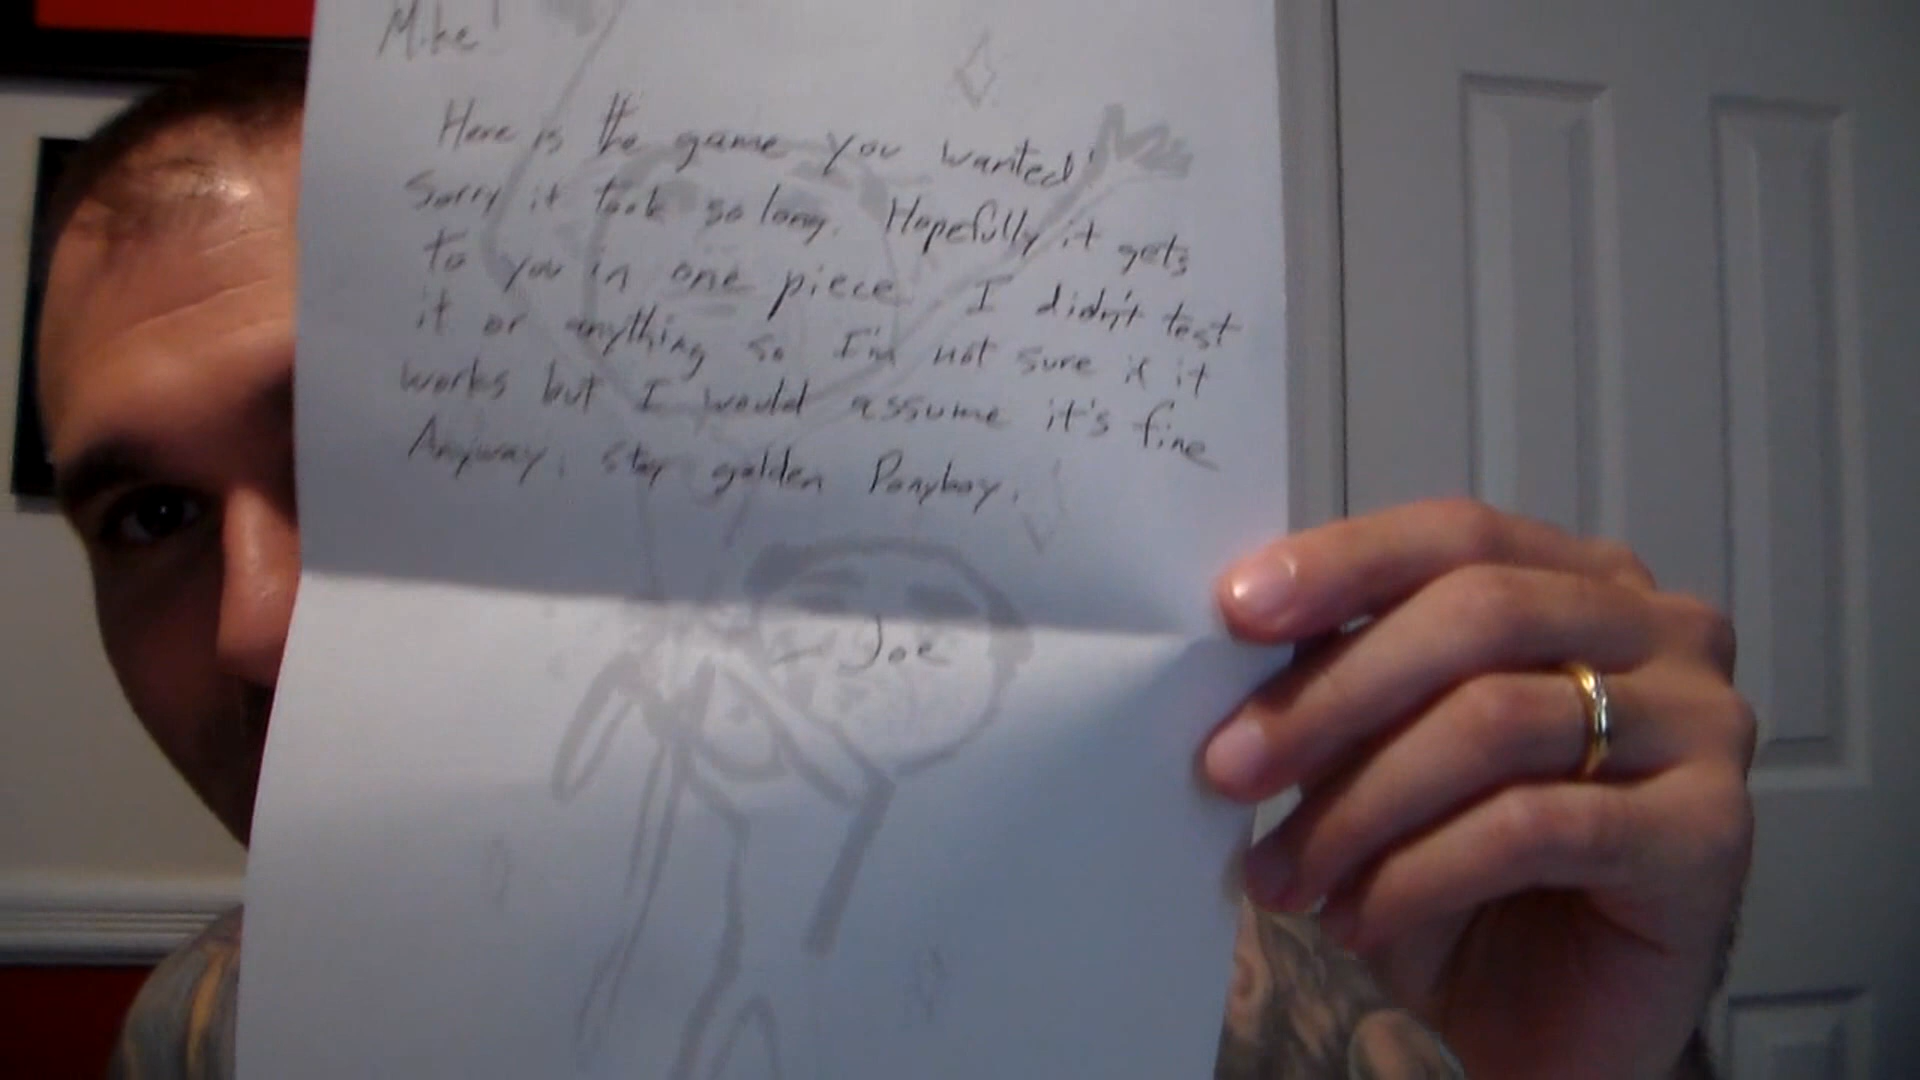 Mike!
Here is the game you wanted!
Sorry it took so long. Hopefully it gets
to you in one piece I didn't test
it or anything so I'm not sure if it
works but I would assume it's fine
Anyway, stay golden Ponyboy.
- Joe